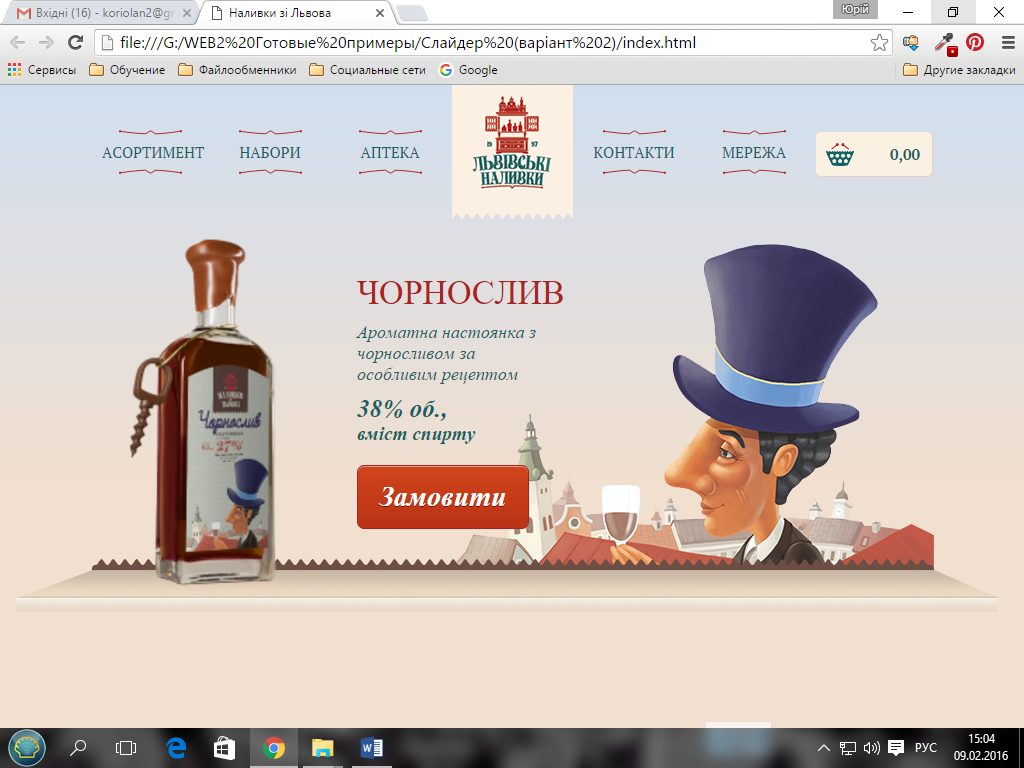 Вхідні (16) - koriolan2@gr
Наливки зі Львова
Юрій
file:///G:/WEB2%20Готовые%20примеры/Слайдер%20(варіант%202)/index.html
Сервисы
Обучение
Файлообменники
Социальные сети
Google
Другие закладки
АСОРТИМЕНТ
НАБОРИ
АПТЕКА
19 97
ЛЬВІВСЬКІ
НАЛИВКИ
КОНТАКТИ
МЕРЕЖА
0,00
ЧОРНОСЛИВ
Ароматна настоянка з
чорносливом за
особливим рецептом
38% об.,
вміст спирту
Замовити
Чорнослив
27%
РУС
15:04
09.02.2016